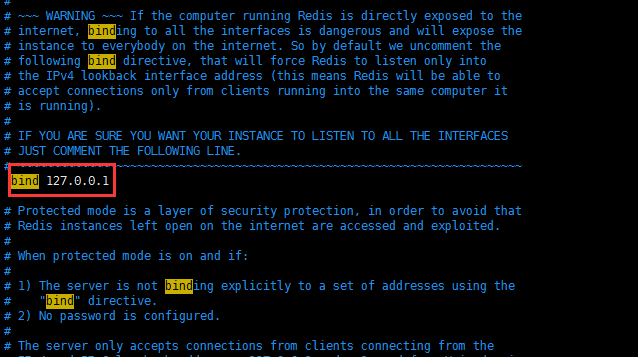 #
# ~~~ WARNING ~~~ If the computer running Redis is directly exposed to the
# internet, binding to all the interfaces is dangerous and will expose the
# instance to everybody on the internet. So by default we uncomment the
# following bind directive, that will force Redis to listen only into
# the IPv4 lookback interface address (this means Redis will be able to
# accept connections only from clients running into the same computer it
# is running).
#
# IF YOU ARE SURE YOU WANT YOUR INSTANCE TO LISTEN TO ALL THE INTERFACES
# JUST COMMENT THE FOLLOWING LINE.
# ~~~~~~~~~~~~~~~~~~~~~~~~~~~~~~~~~~~~~~~~~~~~~~~~~~~~~~~~~~~~~~~~~~~~~~~~
bind 127.0.0.1
# Protected mode is a layer of security protection, in order to avoid that
# Redis instances left open on the internet are accessed and exploited.
#
# When protected mode is on and if:
#
# 1) The server is not binding explicitly to a set of addresses using the
#    "bind" directive.
# 2) No password is configured.
#
# The server only accepts connections from clients connecting from the